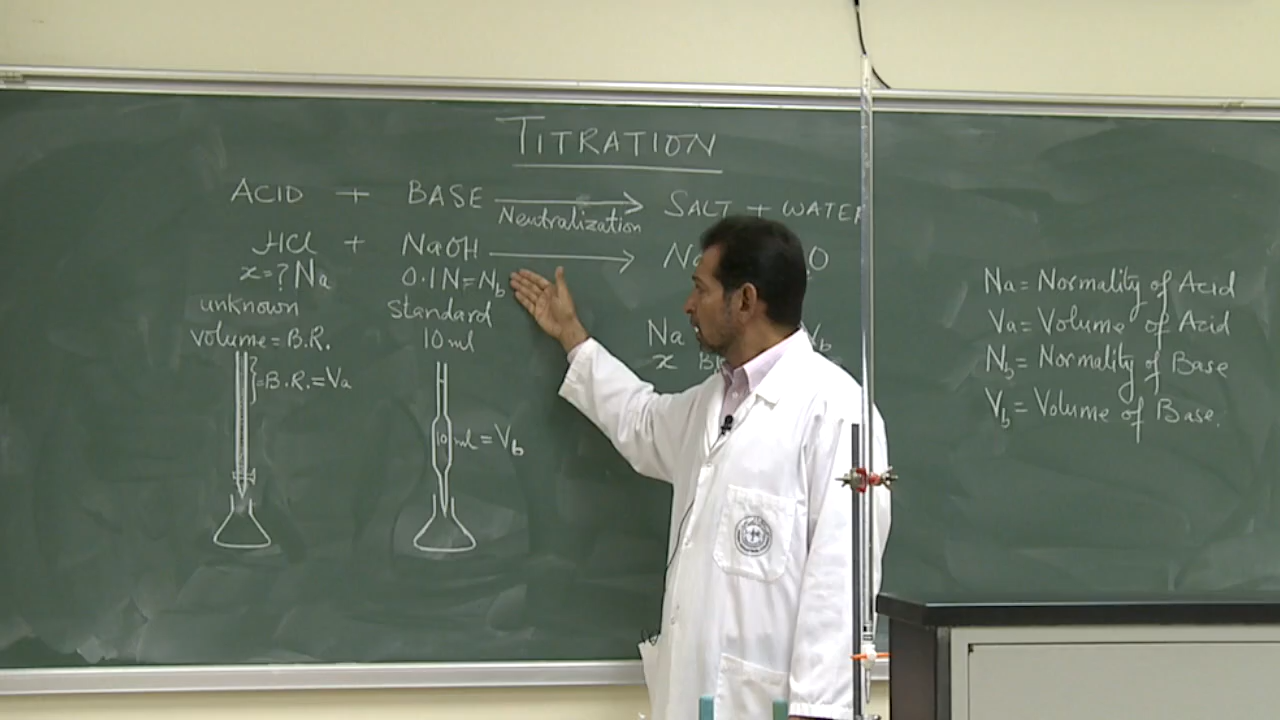 TITRATION
ACID + BASE → SALT + WATER
Neutralization
HCl + NaOH → Na O
x=? Na 0.1N=Nb
unknown standard
volume = B.R. 10 ml
}=B.R.=Va
10 ml = Vb
Na Vb
x
Na = Normality of Acid
Va = Volume of Acid
Nb = Normality of Base
Vb = Volume of Base.